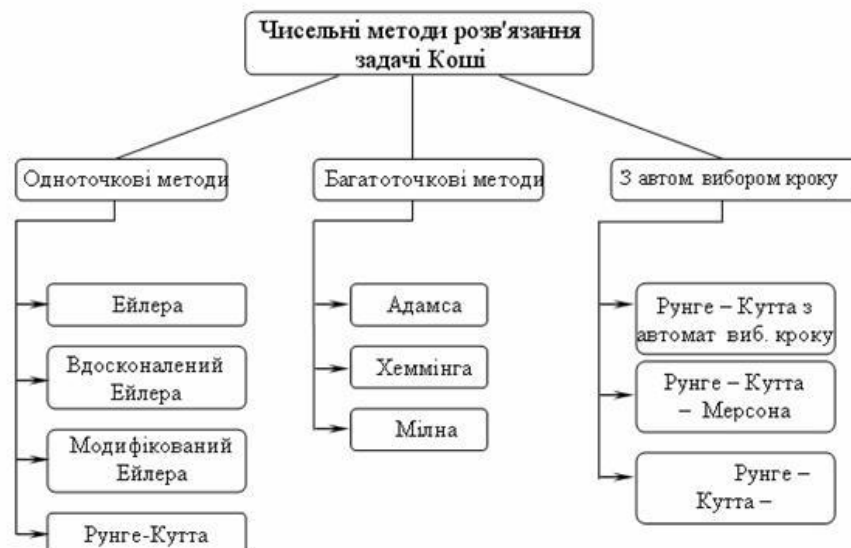 Чисельні методи розв'язання
задачі Коші
Одноточкові методи
Ейлера
Вдосконалений
Ейлера
Модифікований
Ейлера
Рунге-Кутта
Багатоточкові методи
Адамса
Хеммінга
Мілна
З автом. вибором кроку
Рунге – Кутта з
автомат виб. кроку
Рунге – Кутта
– Мерсона
Рунге –
Кутта –